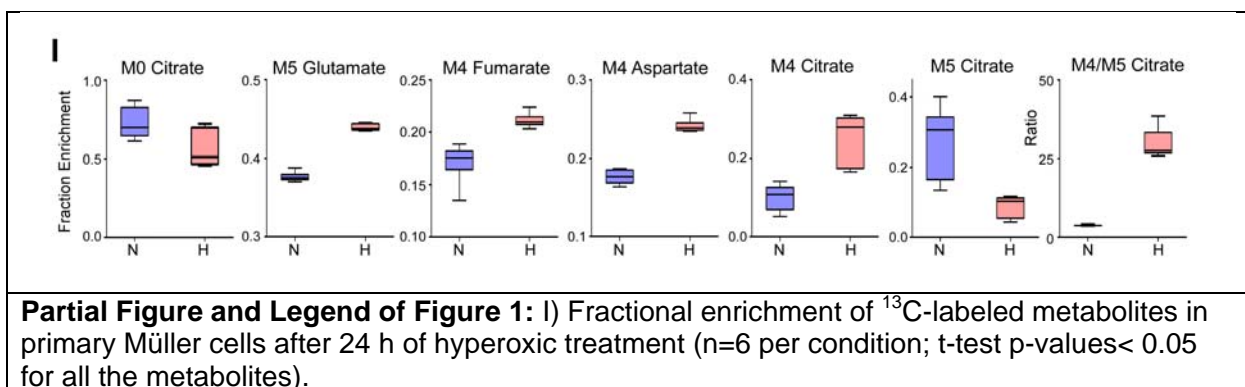 I
M0 Citrate M5 Glutamate M4 Fumarate M4 Aspartate M4 Citrate M5 Citrate M4/M5 Citrate
Fraction Enrichment
1.0
0.5
0.0
N H
0.5
0.4
0.3
N H
0.25
0.20
0.15
0.10
N H
0.3
0.2
0.1
N H
0.4
0.2
0.0
N H
0.4
0.2
0.0
N H
Ratio
50
25
0
N H
Partial Figure and Legend of Figure 1: I) Fractional enrichment of ¹³C-labeled metabolites in
primary Müller cells after 24 h of hyperoxic treatment (n=6 per condition; t-test p-values< 0.05
for all the metabolites).